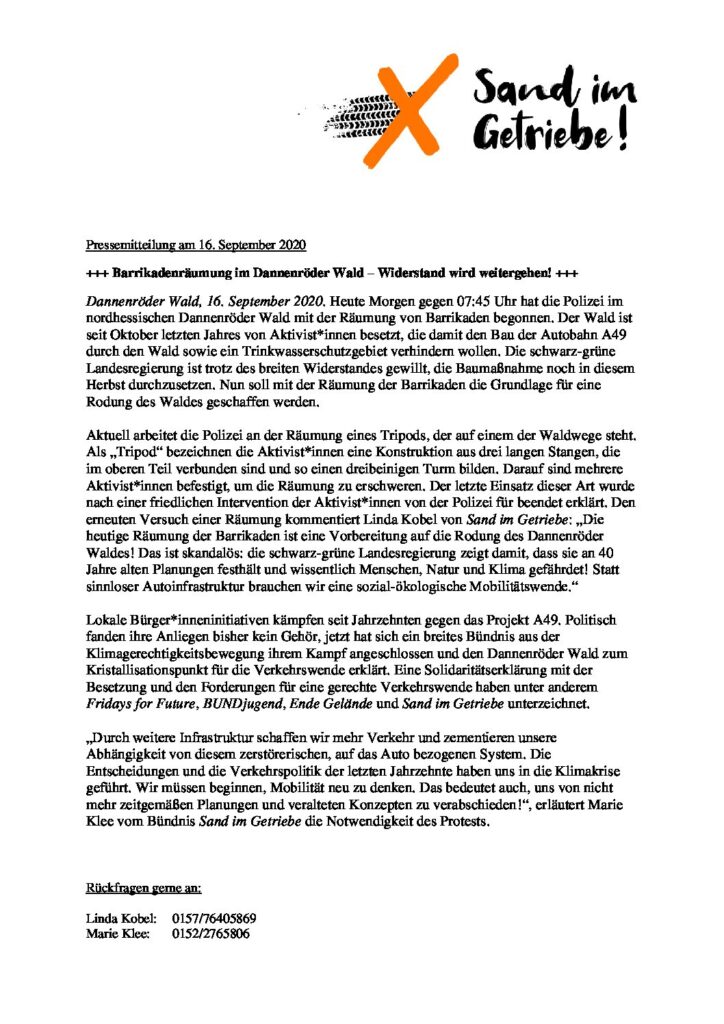 Sand im
Getriebe!
Pressemitteilung am 16. September 2020
+++ Barrikadenräumung im Dannenröder Wald – Widerstand wird weitergehen! +++
Dannenröder Wald, 16. September 2020. Heute Morgen gegen 07:45 Uhr hat die Polizei im
nordhessischen Dannenröder Wald mit der Räumung von Barrikaden begonnen. Der Wald ist
seit Oktober letzten Jahres von Aktivist*innen besetzt, die damit den Bau der Autobahn A49
durch den Wald sowie ein Trinkwasserschutzgebiet verhindern wollen. Die schwarz-grüne
Landesregierung ist trotz des breiten Widerstandes gewillt, die Baumaßnahme noch in diesem
Herbst durchzusetzen. Nun soll mit der Räumung der Barrikaden die Grundlage für eine
Rodung des Waldes geschaffen werden.
Aktuell arbeitet die Polizei an der Räumung eines Tripods, der auf einem der Waldwege steht.
Als „Tripod“ bezeichnen die Aktivist*innen eine Konstruktion aus drei langen Stangen, die
im oberen Teil verbunden sind und so einen dreibeinigen Turm bilden. Darauf sind mehrere
Aktivist*innen befestigt, um die Räumung zu erschweren. Der letzte Einsatz dieser Art wurde
nach einer friedlichen Intervention der Aktivist*innen von der Polizei für beendet erklärt. Den
erneuten Versuch einer Räumung kommentiert Linda Kobel von Sand im Getriebe: „Die
heutige Räumung der Barrikaden ist eine Vorbereitung auf die Rodung des Dannenröder
Waldes! Das ist skandalös: die schwarz-grüne Landesregierung zeigt damit, dass sie an 40
Jahre alten Planungen festhält und wissentlich Menschen, Natur und Klima gefährdet! Statt
sinnloser Autoinfrastruktur brauchen wir eine sozial-ökologische Mobilitätswende.“
Lokale Bürger*inneninitiativen kämpfen seit Jahrzehnten gegen das Projekt A49. Politisch
fanden ihre Anliegen bisher kein Gehör, jetzt hat sich ein breites Bündnis aus der
Klimagerechtigkeitsbewegung ihrem Kampf angeschlossen und den Dannenröder Wald zum
Kristallisationspunkt für die Verkehrswende erklärt. Eine Solidaritätserklärung mit der
Besetzung und den Forderungen für eine gerechte Verkehrswende haben unter anderem
Fridays for Future, BUNDjugend, Ende Gelände und Sand im Getriebe unterzeichnet.
„Durch weitere Infrastruktur schaffen wir mehr Verkehr und zementieren unsere
Abhängigkeit von diesem zerstörerischen, auf das Auto bezogenen System. Die
Entscheidungen und die Verkehrspolitik der letzten Jahrzehnte haben uns in die Klimakrise
geführt. Wir müssen beginnen, Mobilität neu zu denken. Das bedeutet auch, uns von nicht
mehr zeitgemäßen Planungen und veralteten Konzepten zu verabschieden!“, erläutert Marie
Klee vom Bündnis Sand im Getriebe die Notwendigkeit des Protests.
Rückfragen gerne an:
Linda Kobel: 0157/76405869
Marie Klee: 0152/2765806